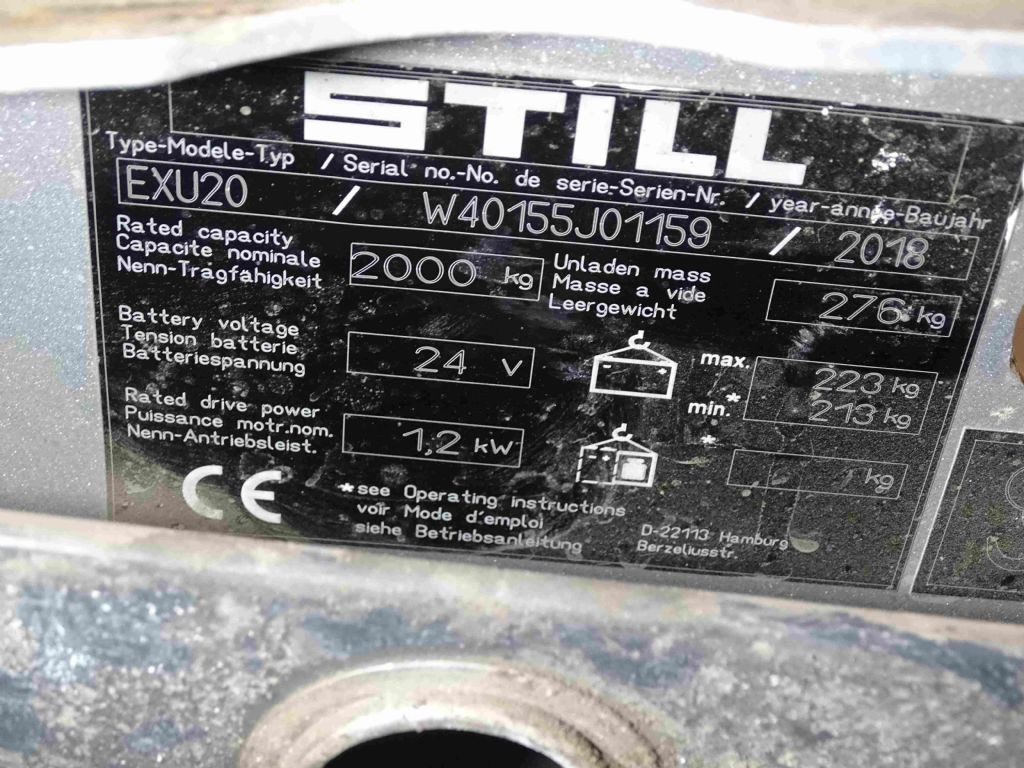 STILL
Type-Modele-Typ / Serial no.-No. de serie-Serien-Nr. / year-année-Baujahr
EXU20 / W40155J01159 / 2018
Rated capacity
Capacite nominale
Nenn-Tragfähigkeit
2000 kg
Unladen mass
Masse a vide
Leergewicht
276 kg
Battery voltage
Tension batterie
Batteriespannung
24 V
max. 223 kg
min.* 213 kg
Rated drive power
Puissance motr.nom.
Nenn-Antriebsleist.
1,2 kW
* kg
CE
*see Operating instructions
voir Mode d'emploi
siehe Betriebsanleitung
D-22113 Hamburg
Berzeliusstr.